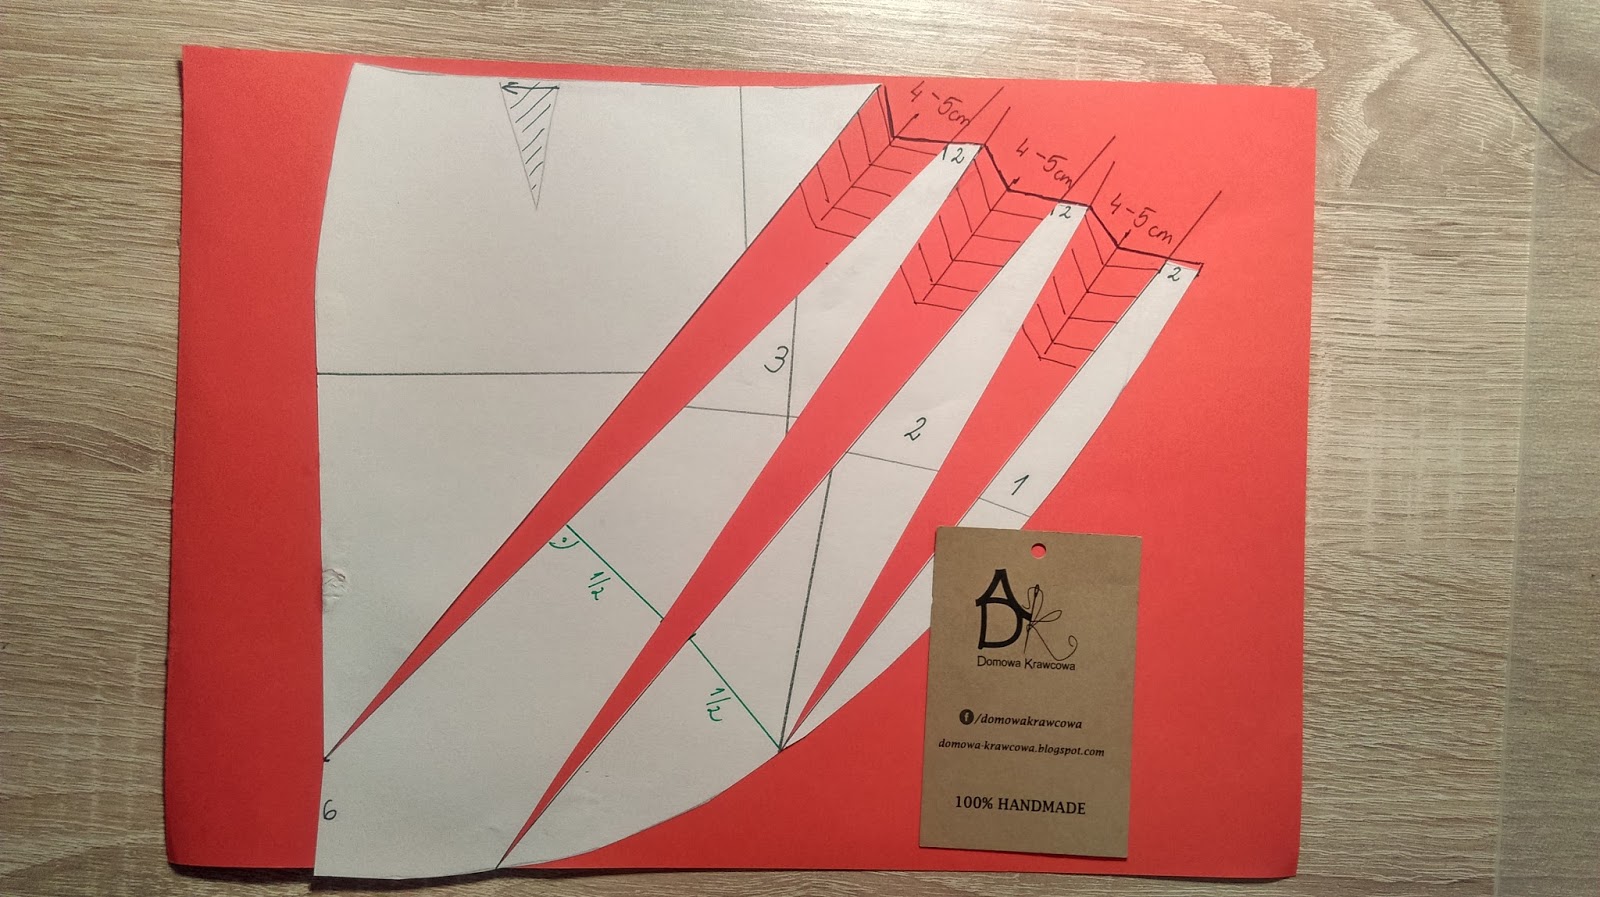 4-5cm
2
4-5cm
2
4-5cm
2
3
2
1
1/2
1/2
6
ADK
Domowa Krawcowa
f/domowakrawcowa
domowa-krawcowa.blogspot.com
100% HANDMADE